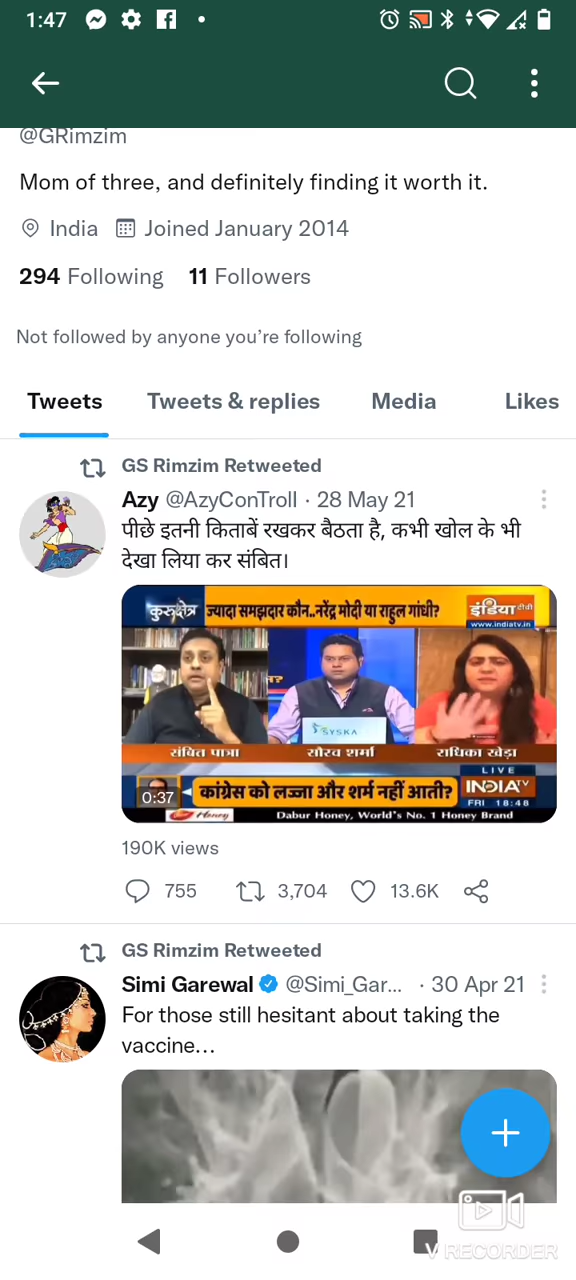 1:47
@GRimzim
Mom of three, and definitely finding it worth it.
India Joined January 2014
294 Following 11 Followers
Not followed by anyone you're following
Tweets Tweets & replies Media Likes
GS Rimzim Retweeted
Azy @AzyConTroll · 28 May 21
पीछे इतनी किताबें रखकर बैठता है, कभी खोल के भी
देखा लिया कर संबित।
कुरुक्षेत्र ज्यादा समझदार कौन..नरेंद्र मोदी या राहुल गांधी? इंडिया टीवी
www.indiatv.in
SYSKA
संबित पात्रा सौरव शर्मा राधिका खेड़ा
LIVE
0:37 कांग्रेस को लज्जा और शर्म नहीं आती? INDIA TV
FRI 18:48
Honey Dabur Honey, World's No. 1 Honey Brand
190K views
755 3,704 13.6K
GS Rimzim Retweeted
Simi Garewal @Simi_Gar... · 30 Apr 21
For those still hesitant about taking the
vaccine...
+
V RECORDER